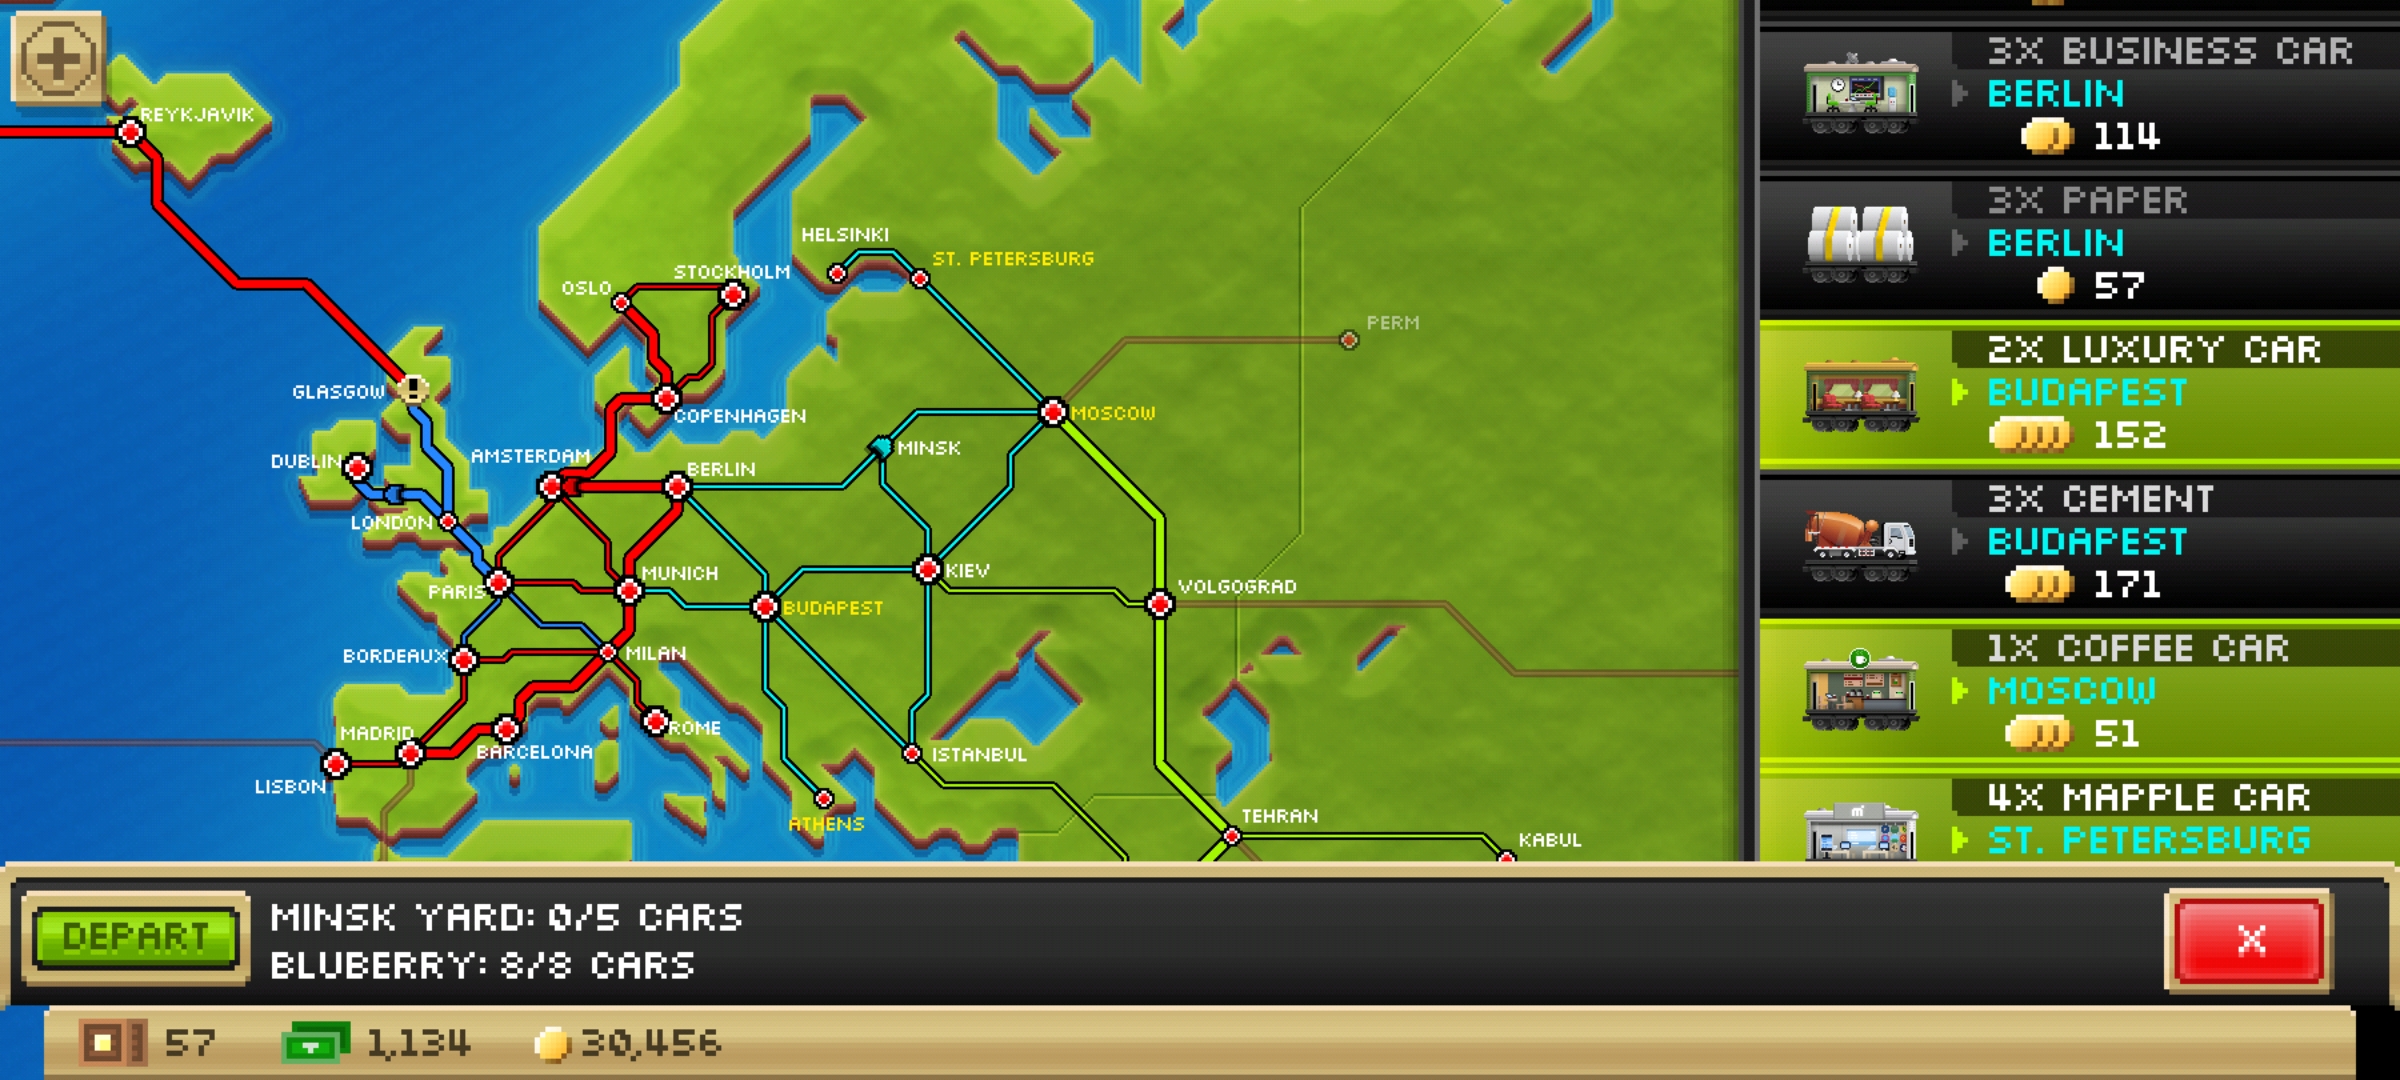 REYKJAVIK
HELSINKI
ST. PETERSBURG
STOCKHOLM
OSLO
PERM
GLASGOW
COPENHAGEN
MOSCOW
MINSK
AMSTERDAM
DUBLIN
BERLIN
LONDON
MUNICH
KIEV
PARIS
VOLGOGRAD
BUDAPEST
BORDEAUX
MILAN
ROME
MADRID
BARCELONA
ISTANBUL
LISBON
ATHENS
TEHRAN
KABUL
3X BUSINESS CAR
BERLIN
114
3X PAPER
BERLIN
57
2X LUXURY CAR
BUDAPEST
152
3X CEMENT
BUDAPEST
171
1X COFFEE CAR
MOSCOW
51
4X MAPPLE CAR
m
ST. PETERSBURG
DEPART
MINSK YARD: 0/5 CARS
BLUBERRY: 8/8 CARS
X
57
1,134
30,456